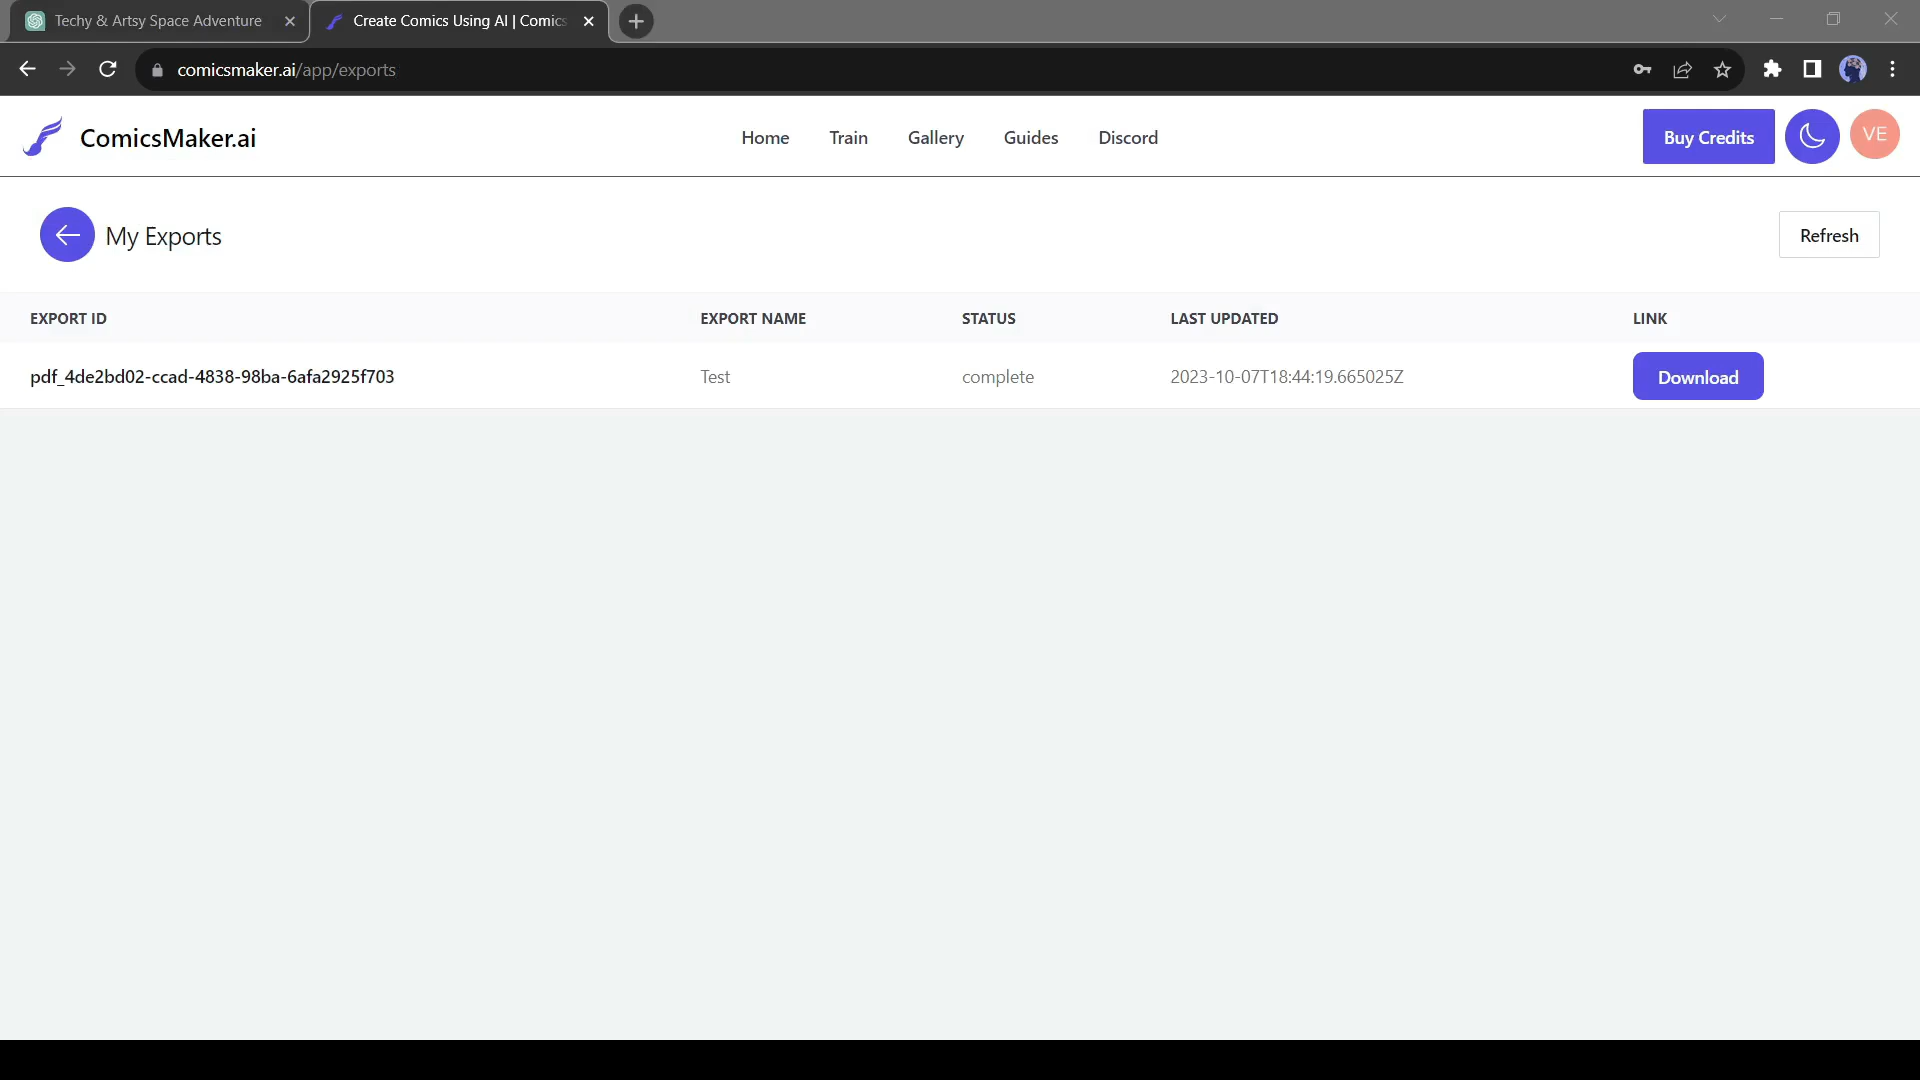 Techy & Artsy Space Adventure
Create Comics Using AI | Comics
comicsmaker.ai/app/exports
ComicsMaker.ai
Home Train Gallery Guides Discord
Buy Credits
VE
My Exports
Refresh
EXPORT ID EXPORT NAME STATUS LAST UPDATED LINK
pdf_4de2bd02-ccad-4838-98ba-6afa2925f703 Test complete 2023-10-07T18:44:19.665025Z Download